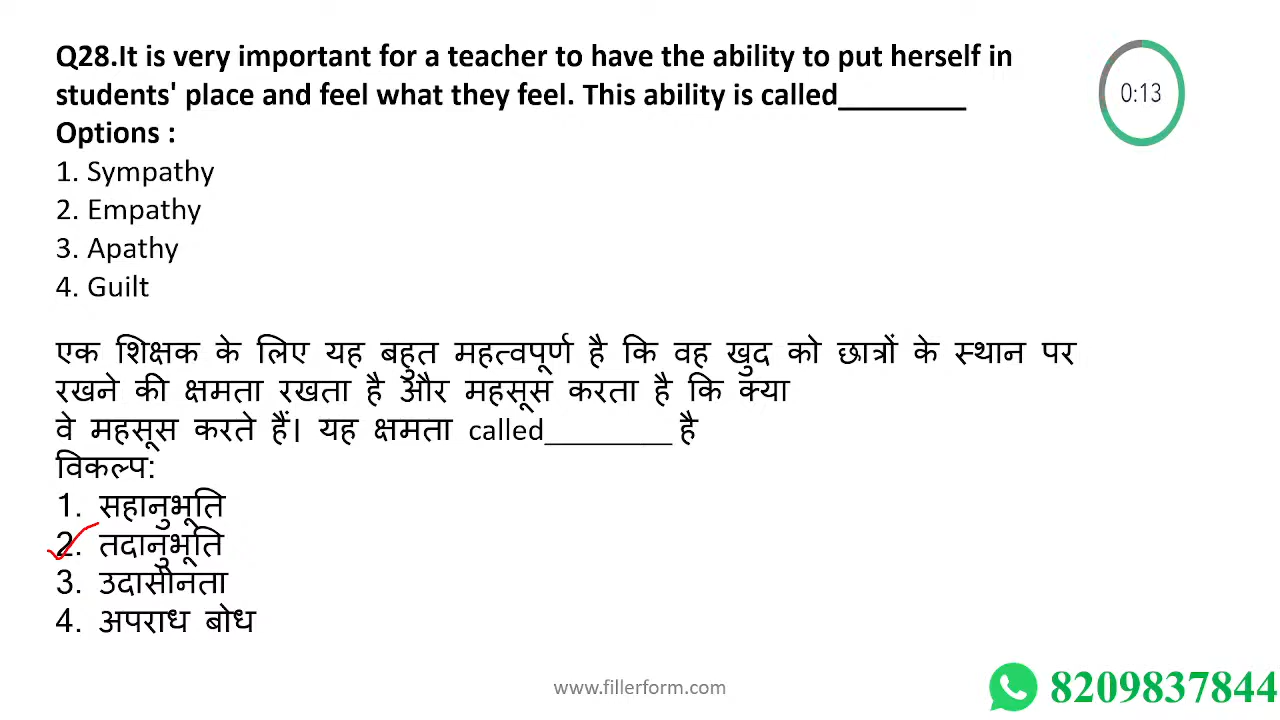 Q28.It is very important for a teacher to have the ability to put herself in
students' place and feel what they feel. This ability is called________
Options :
1. Sympathy
2. Empathy
3. Apathy
4. Guilt
0:13
एक शिक्षक के लिए यह बहुत महत्वपूर्ण है कि वह खुद को छात्रों के स्थान पर
रखने की क्षमता रखता है और महसूस करता है कि क्या
वे महसूस करते हैं। यह क्षमता called________ है
विकल्प:
1. सहानुभूति
2. तदानुभूति
3. उदासीनता
4. अपराध बोध
www.fillerform.com
8209837844